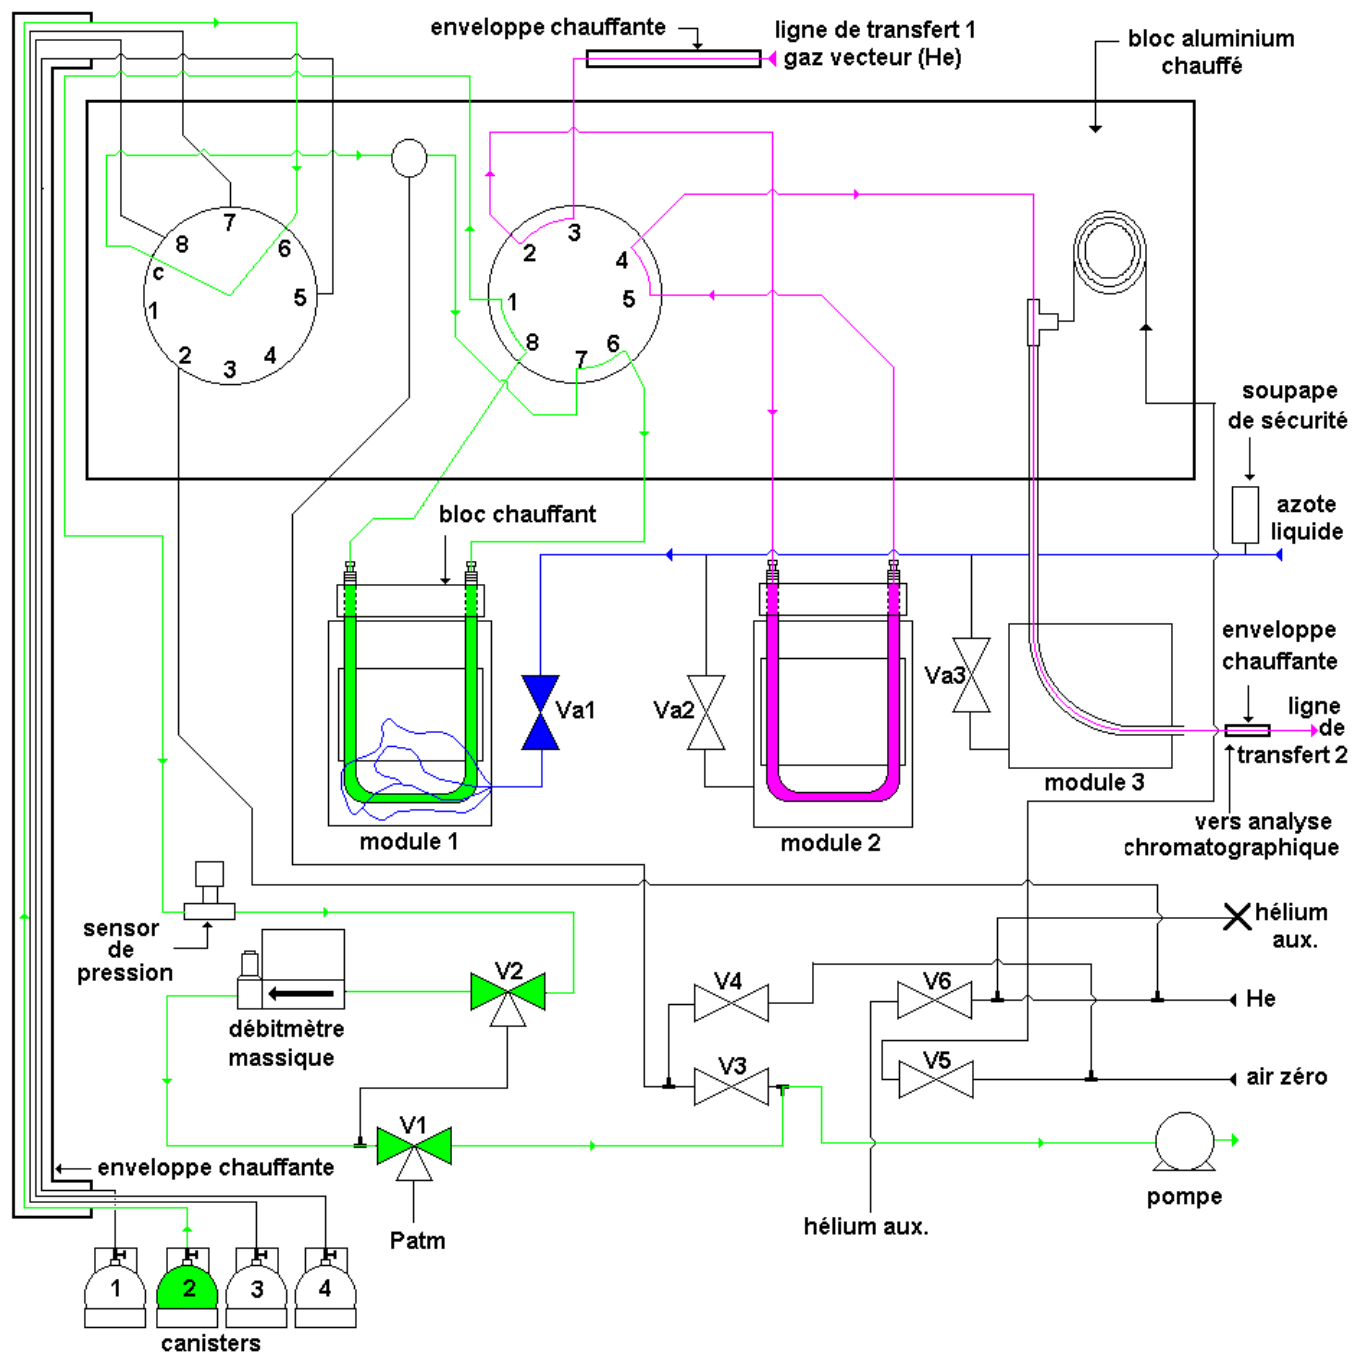 enveloppe chauffante
ligne de transfert 1
gaz vecteur (He)
bloc aluminium
chauffé
7
8
6
c
5
1
2
4
3
3
2
4
1
5
8
6
7
soupape
de sécurité
azote
liquide
bloc chauffant
enveloppe
chauffante
Va1
Va2
Va3
ligne
de
transfert 2
module 3
module 1
module 2
vers analyse
chromatographique
sensor
de
pression
hélium
aux.
V2
V4
V6
He
débitmètre
massique
V3
V5
air zéro
V1
enveloppe chauffante
pompe
Patm
hélium aux.
1
2
3
4
canisters